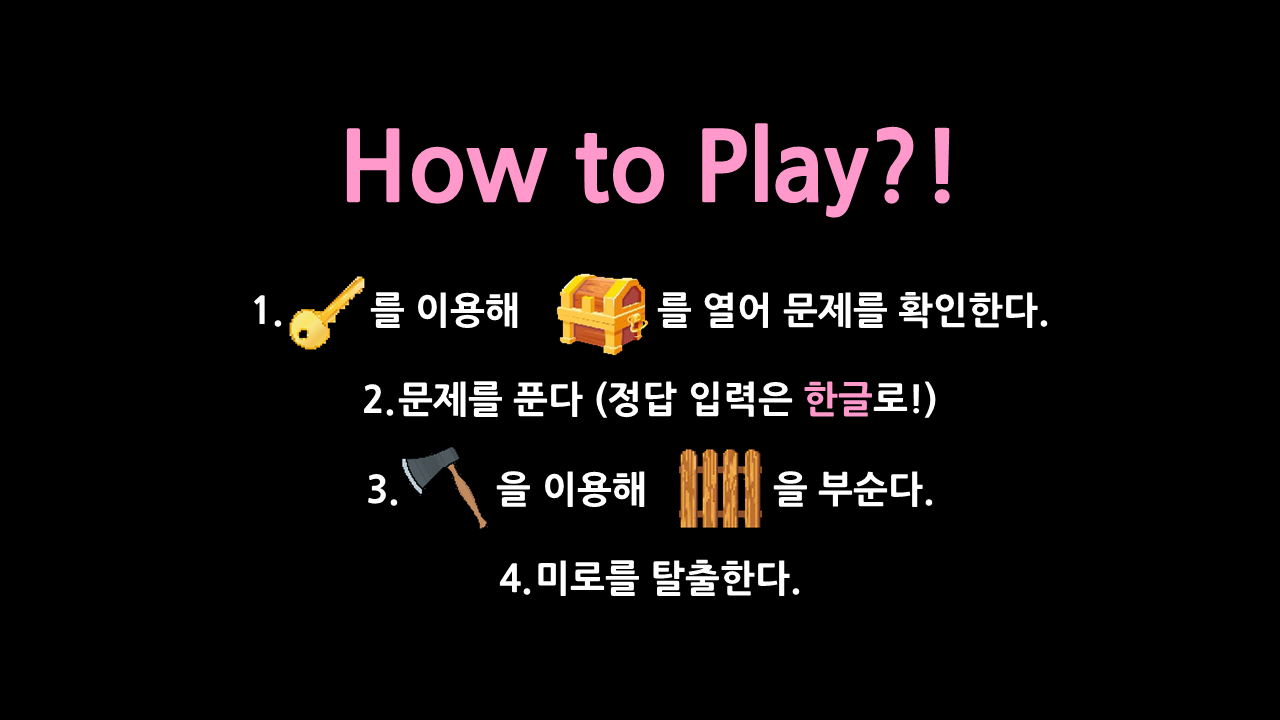 How to Play?!
1. 를 이용해 를 열어 문제를 확인한다.
2.문제를 푼다 (정답 입력은 한글로!)
3. 을 이용해 을 부순다.
4.미로를 탈출한다.